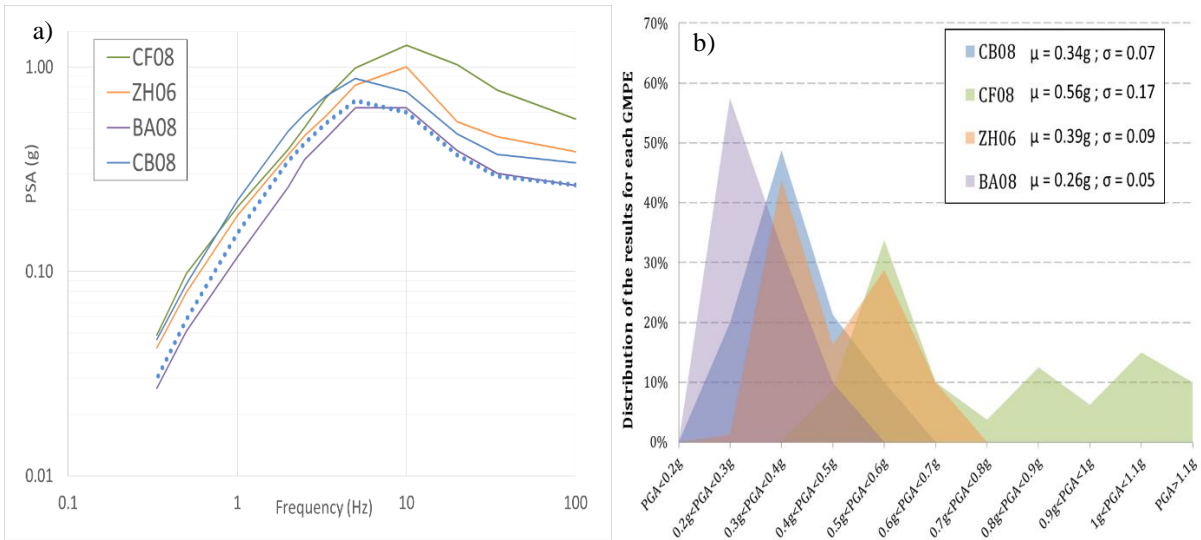 a)
CF08
ZH06
BA08
CB08
PSA (g)
1.00
0.10
0.01
0.1
1
10
100
Frequency (Hz)
b)
Distribution of the results for each GMPE
70%
60%
50%
40%
30%
20%
10%
0%
CB08 μ = 0.34g ; σ = 0.07
CF08 μ = 0.56g ; σ = 0.17
ZH06 μ = 0.39g ; σ = 0.09
BA08 μ = 0.26g ; σ = 0.05
PGA<0.2g
0.2g<PGA<0.3g
0.3g<PGA<0.4g
0.4g<PGA<0.5g
0.5g<PGA<0.6g
0.6g<PGA<0.7g
0.7g<PGA<0.8g
0.8g<PGA<0.9g
0.9g<PGA<1g
1g<PGA<1.1g
PGA>1.1g